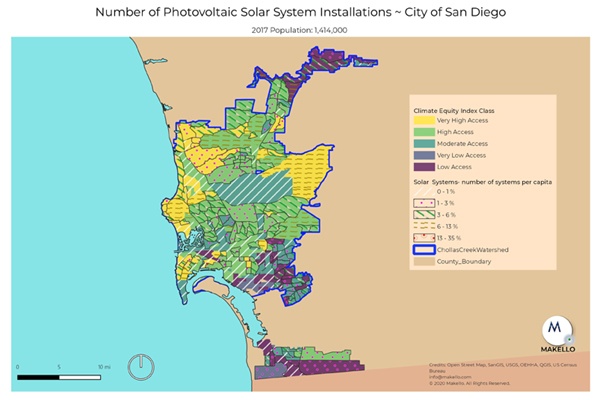 Number of Photovoltaic Solar System Installations ~ City of San Diego
2017 Population: 1,414,000
Climate Equity Index Class
Very High Access
High Access
Moderate Access
Very Low Access
Low Access
Solar Systems- number of systems per capita
0 - 1 %
1 - 3 %
3 - 6 %
6 - 13 %
13 - 35 %
ChollasCreekWatershed
County_Boundary
M
MAKELLO
0 5 10 mi
Credits: Open Street Map, SanGIS, USGS, OEHHA, QGIS, US Census
Bureau
info@makello.com
© 2020 Makello. All Rights Reserved.